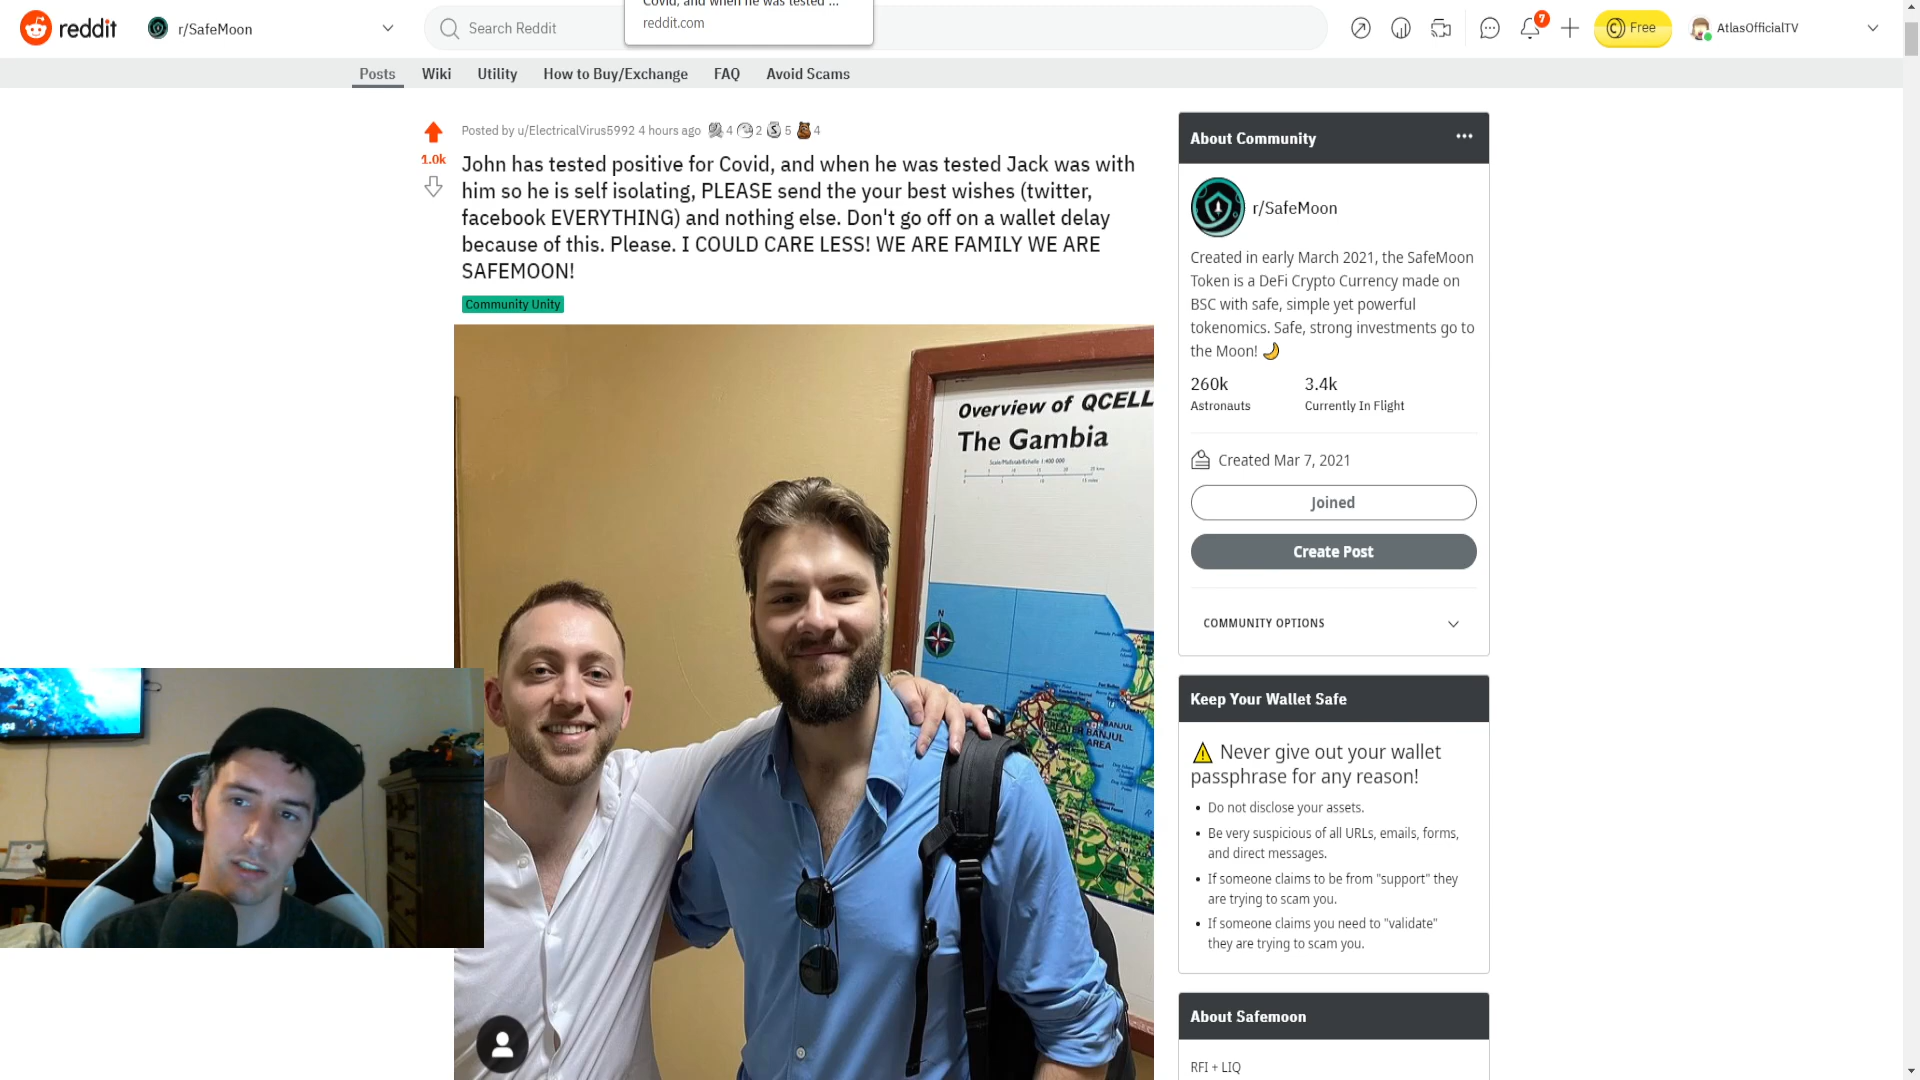 Covid, and when he was tested ...
reddit.com
reddit
r/SafeMoon
Search Reddit
7
Free
AtlasOfficialTV
Posts Wiki Utility How to Buy/Exchange FAQ Avoid Scams
Posted by u/ElectricalVirus5992 4 hours ago 4 2 5 4
1.0k
John has tested positive for Covid, and when he was tested Jack was with
him so he is self isolating, PLEASE send the your best wishes (twitter,
facebook EVERYTHING) and nothing else. Don't go off on a wallet delay
because of this. Please. I COULD CARE LESS! WE ARE FAMILY WE ARE
SAFEMOON!
Community Unity
Overview of QCELL
The Gambia
N
GREATER BANJUL
AREA
About Community
r/SafeMoon
Created in early March 2021, the SafeMoon
Token is a DeFi Crypto Currency made on
BSC with safe, simple yet powerful
tokenomics. Safe, strong investments go to
the Moon! 🌙
260k 3.4k
Astronauts Currently In Flight
Created Mar 7, 2021
Joined
Create Post
COMMUNITY OPTIONS
Keep Your Wallet Safe
⚠ Never give out your wallet
passphrase for any reason!
• Do not disclose your assets.
• Be very suspicious of all URLs, emails, forms,
and direct messages.
• If someone claims to be from "support" they
are trying to scam you.
• If someone claims you need to "validate"
they are trying to scam you.
About Safemoon
RFI + LIQ